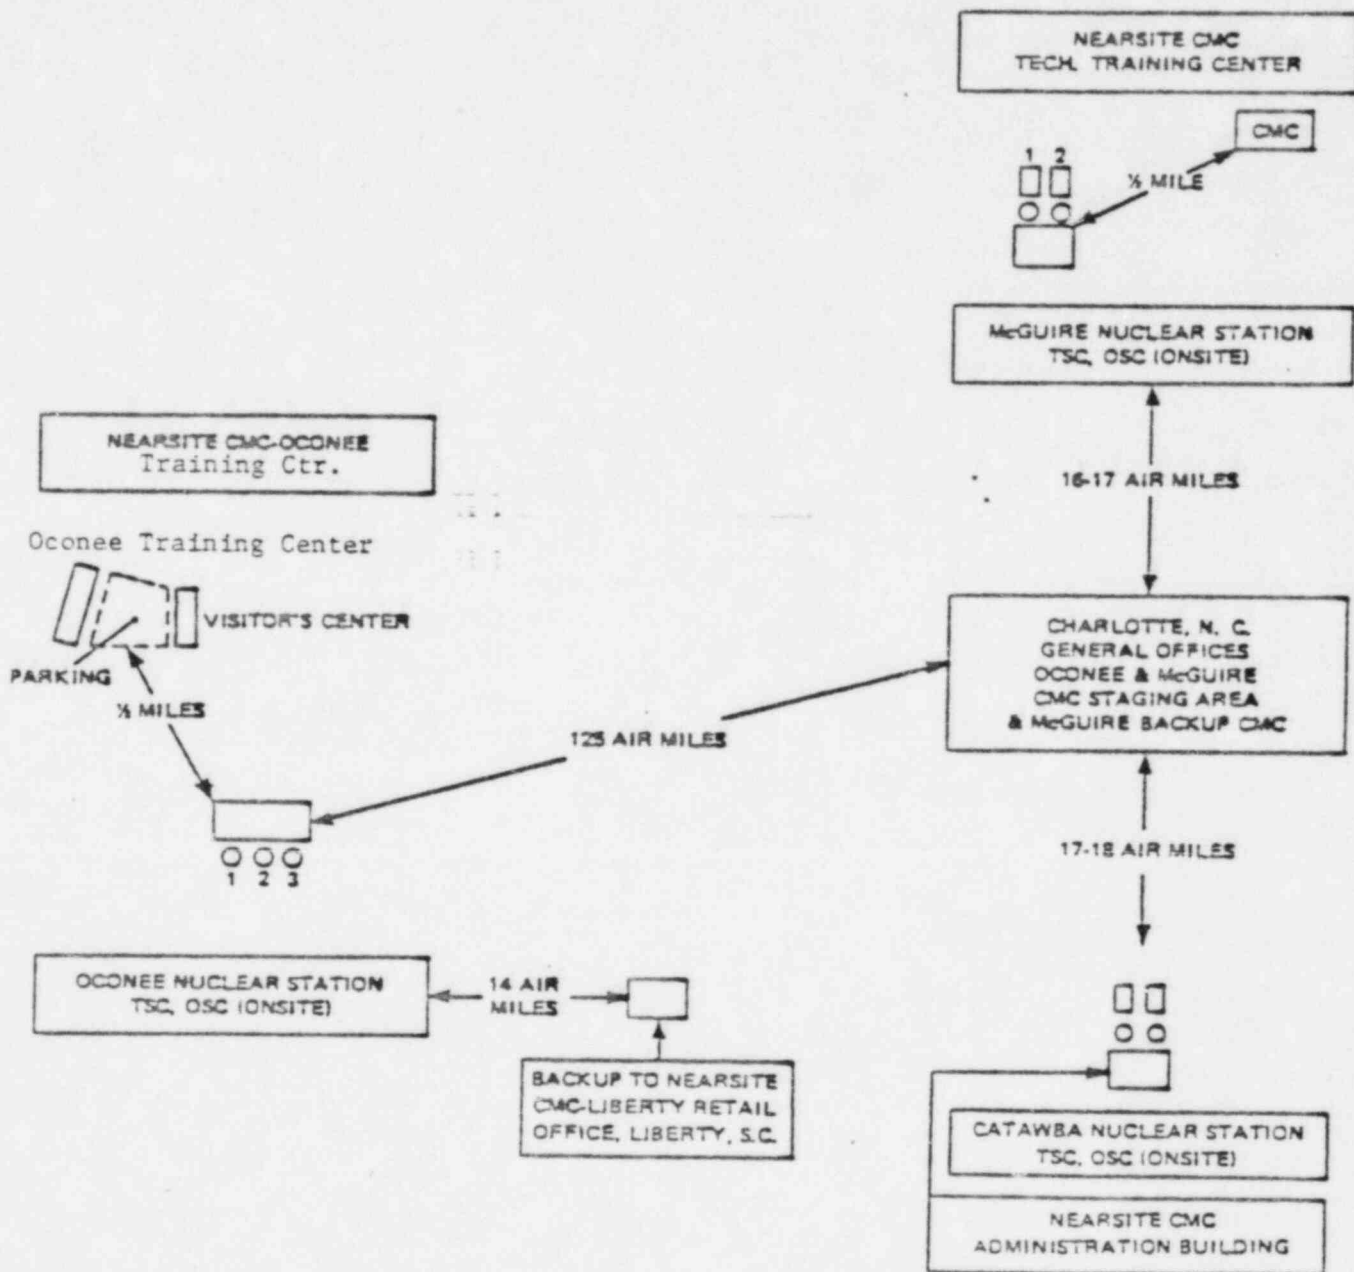 NEARSITE CMC
TECH. TRAINING CENTER
CMC
1 2
½ MILE
McGUIRE NUCLEAR STATION
TSC, OSC (ONSITE)
NEARSITE CMC-OCONEE
Training Ctr.
16-17 AIR MILES
Oconee Training Center
VISITOR'S CENTER
PARKING
½ MILES
CHARLOTTE, N. C.
GENERAL OFFICES
OCONEE & McGUIRE
CMC STAGING AREA
& McGUIRE BACKUP CMC
125 AIR MILES
1 2 3
17-18 AIR MILES
OCONEE NUCLEAR STATION
TSC, OSC (ONSITE)
14 AIR
MILES
BACKUP TO NEARSITE
CMC-LIBERTY RETAIL
OFFICE, LIBERTY, S.C.
CATAWBA NUCLEAR STATION
TSC, OSC (ONSITE)
NEARSITE CMC
ADMINISTRATION BUILDING